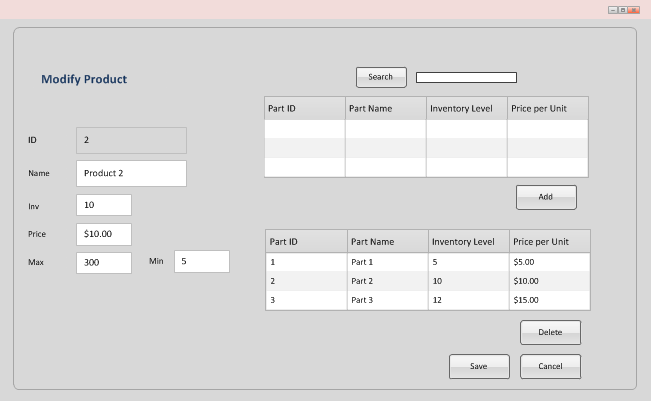 Modify Product
Search
Part ID Part Name Inventory Level Price per Unit
ID 2
Name Product 2
Inv 10
Price $10.00
Max 300 Min 5
Add
Part ID Part Name Inventory Level Price per Unit
1 Part 1 5 $5.00
2 Part 2 10 $10.00
3 Part 3 12 $15.00
Delete
Save Cancel